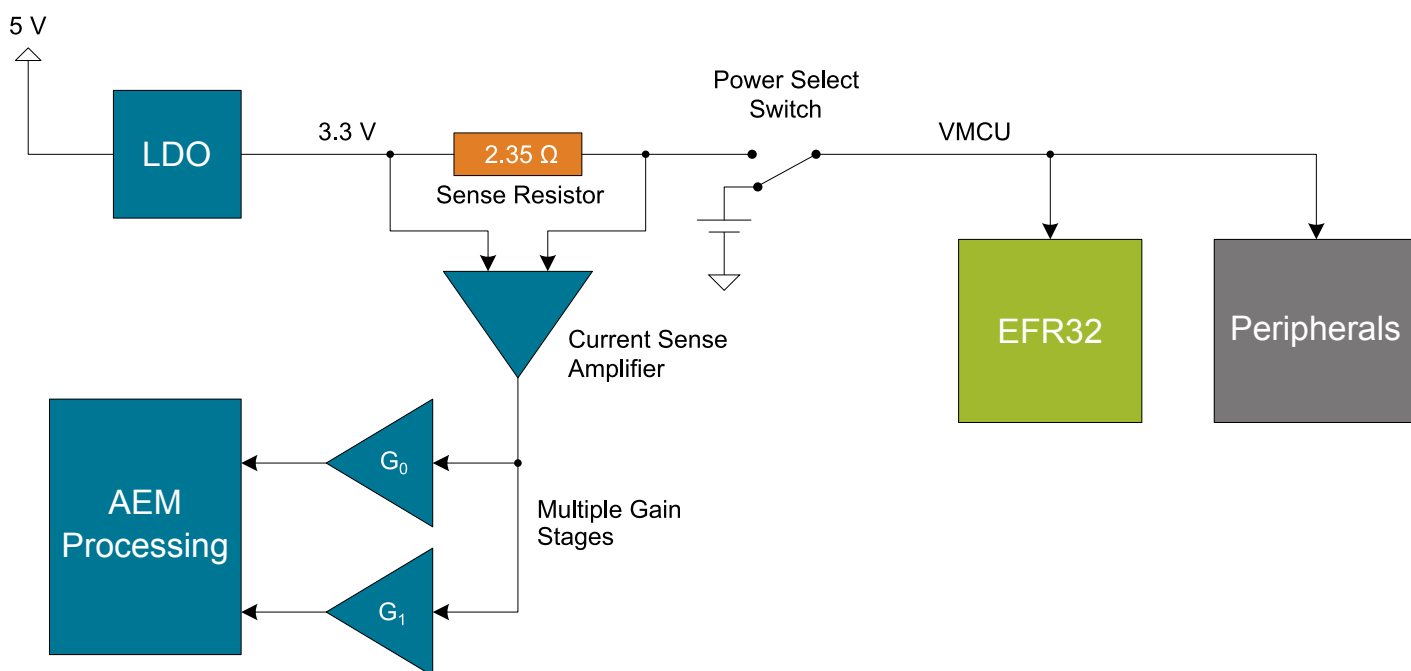 5 V
Power Select
Switch
LDO
3.3 V
2.35 Ω
VMCU
Sense Resistor
EFR32
Peripherals
Current Sense
Amplifier
G₀
AEM
Processing
Multiple Gain
Stages
G₁